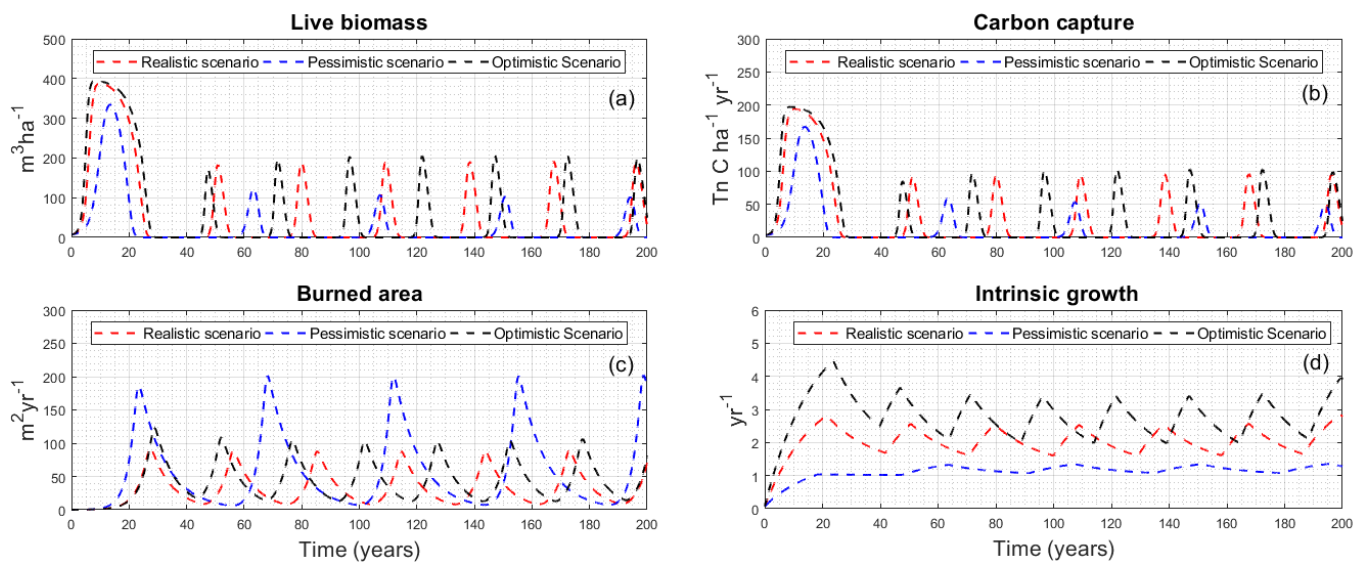 Live biomass
500
400
300
200
100
0
m³ha⁻¹
Realistic scenario Pessimistic scenario Optimistic Scenario
(a)
0 20 40 60 80 100 120 140 160 180 200
Carbon capture
300
250
200
150
100
50
0
Tn C ha⁻¹ yr⁻¹
Realistic scenario Pessimistic scenario Optimistic Scenario
(b)
0 20 40 60 80 100 120 140 160 180 200
Burned area
300
250
200
150
100
50
0
m² yr⁻¹
Realistic scenario Pessimistic scenario Optimistic Scenario
(c)
0 20 40 60 80 100 120 140 160 180 200
Time (years)
Intrinsic growth
6
5
4
3
2
1
0
yr⁻¹
Realistic scenario Pessimistic scenario Optimistic Scenario
(d)
0 20 40 60 80 100 120 140 160 180 200
Time (years)